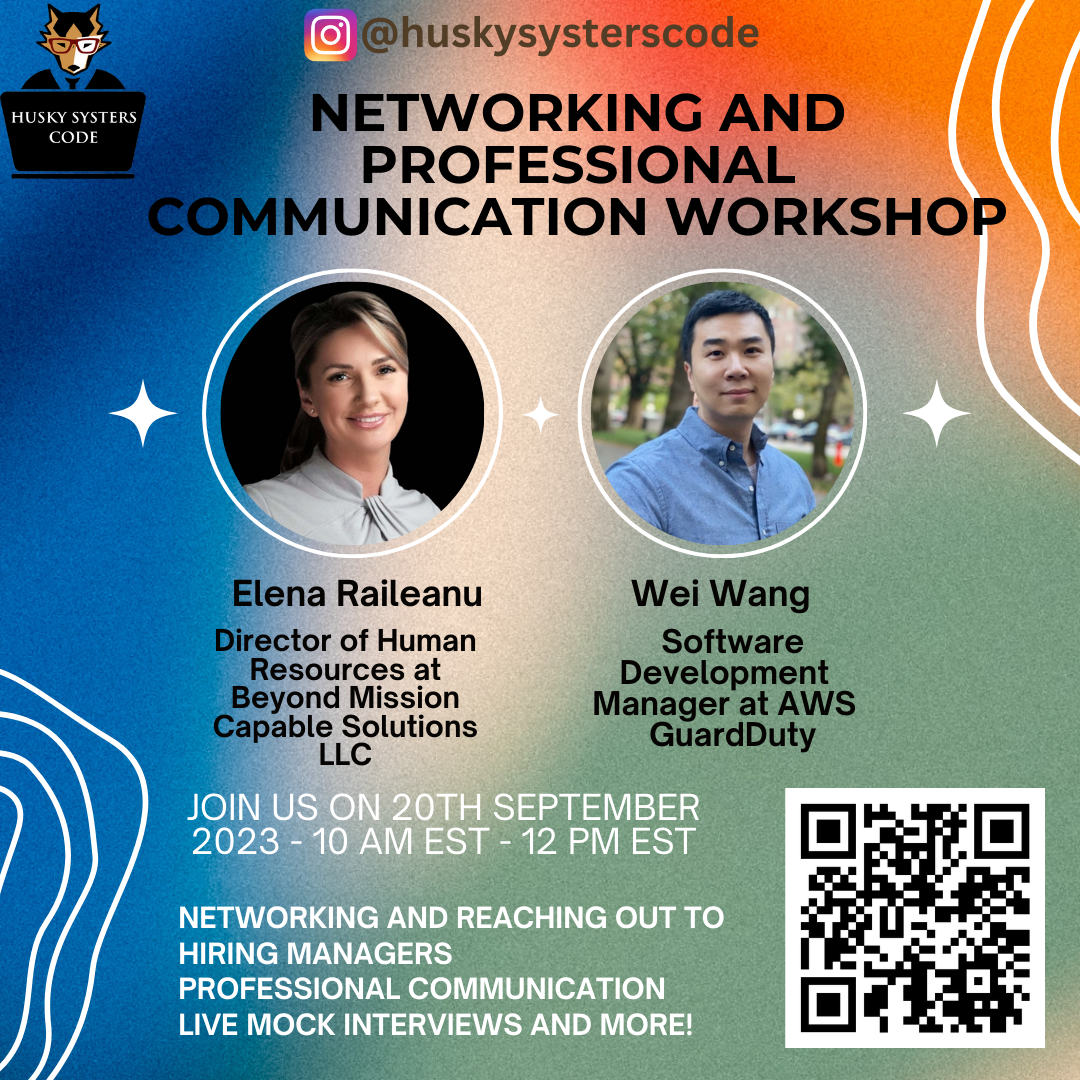 @huskysysterscode
HUSKY SYSTERS
CODE
NETWORKING AND
PROFESSIONAL
COMMUNICATION WORKSHOP
Elena Raileanu
Director of Human
Resources at
Beyond Mission
Capable Solutions
LLC
Wei Wang
Software
Development
Manager at AWS
GuardDuty
JOIN US ON 20TH SEPTEMBER
2023 - 10 AM EST - 12 PM EST
NETWORKING AND REACHING OUT TO
HIRING MANAGERS
PROFESSIONAL COMMUNICATION
LIVE MOCK INTERVIEWS AND MORE!